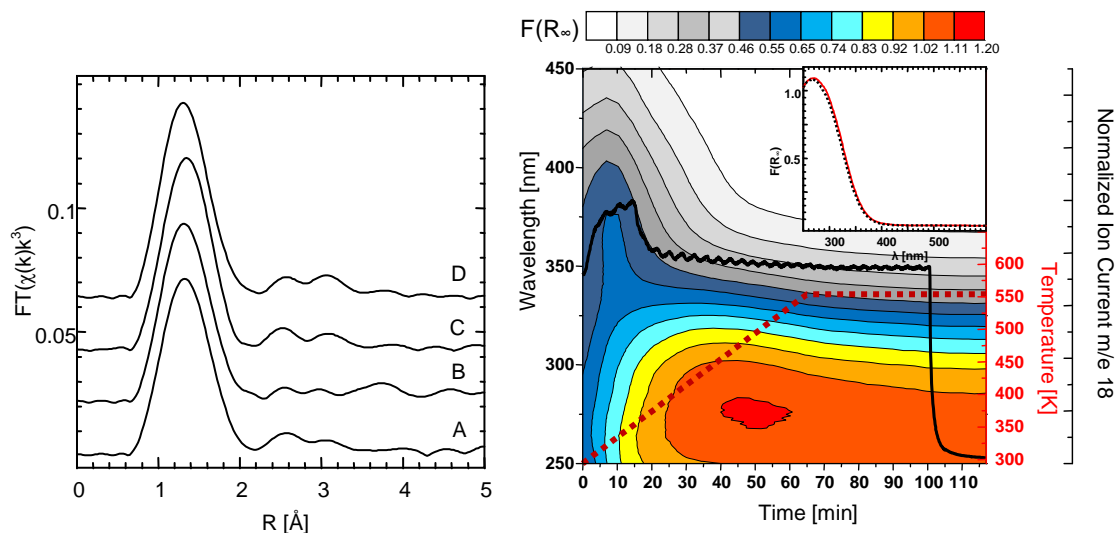 F(R∞)
0.09 0.18 0.28 0.37 0.46 0.55 0.65 0.74 0.83 0.92 1.02 1.11 1.20
FT(χ(k)k³)
0.1
0.05
D
C
B
A
0 1 2 3 4 5
R [Å]
Wavelength [nm]
450
400
350
300
250
0 10 20 30 40 50 60 70 80 90 100 110
Time [min]
F(R∞)
1.0
0.5
300 400 500
λ [nm]
600
550
500
450
400
350
300
Temperature [K]
Normalized Ion Current m/e 18